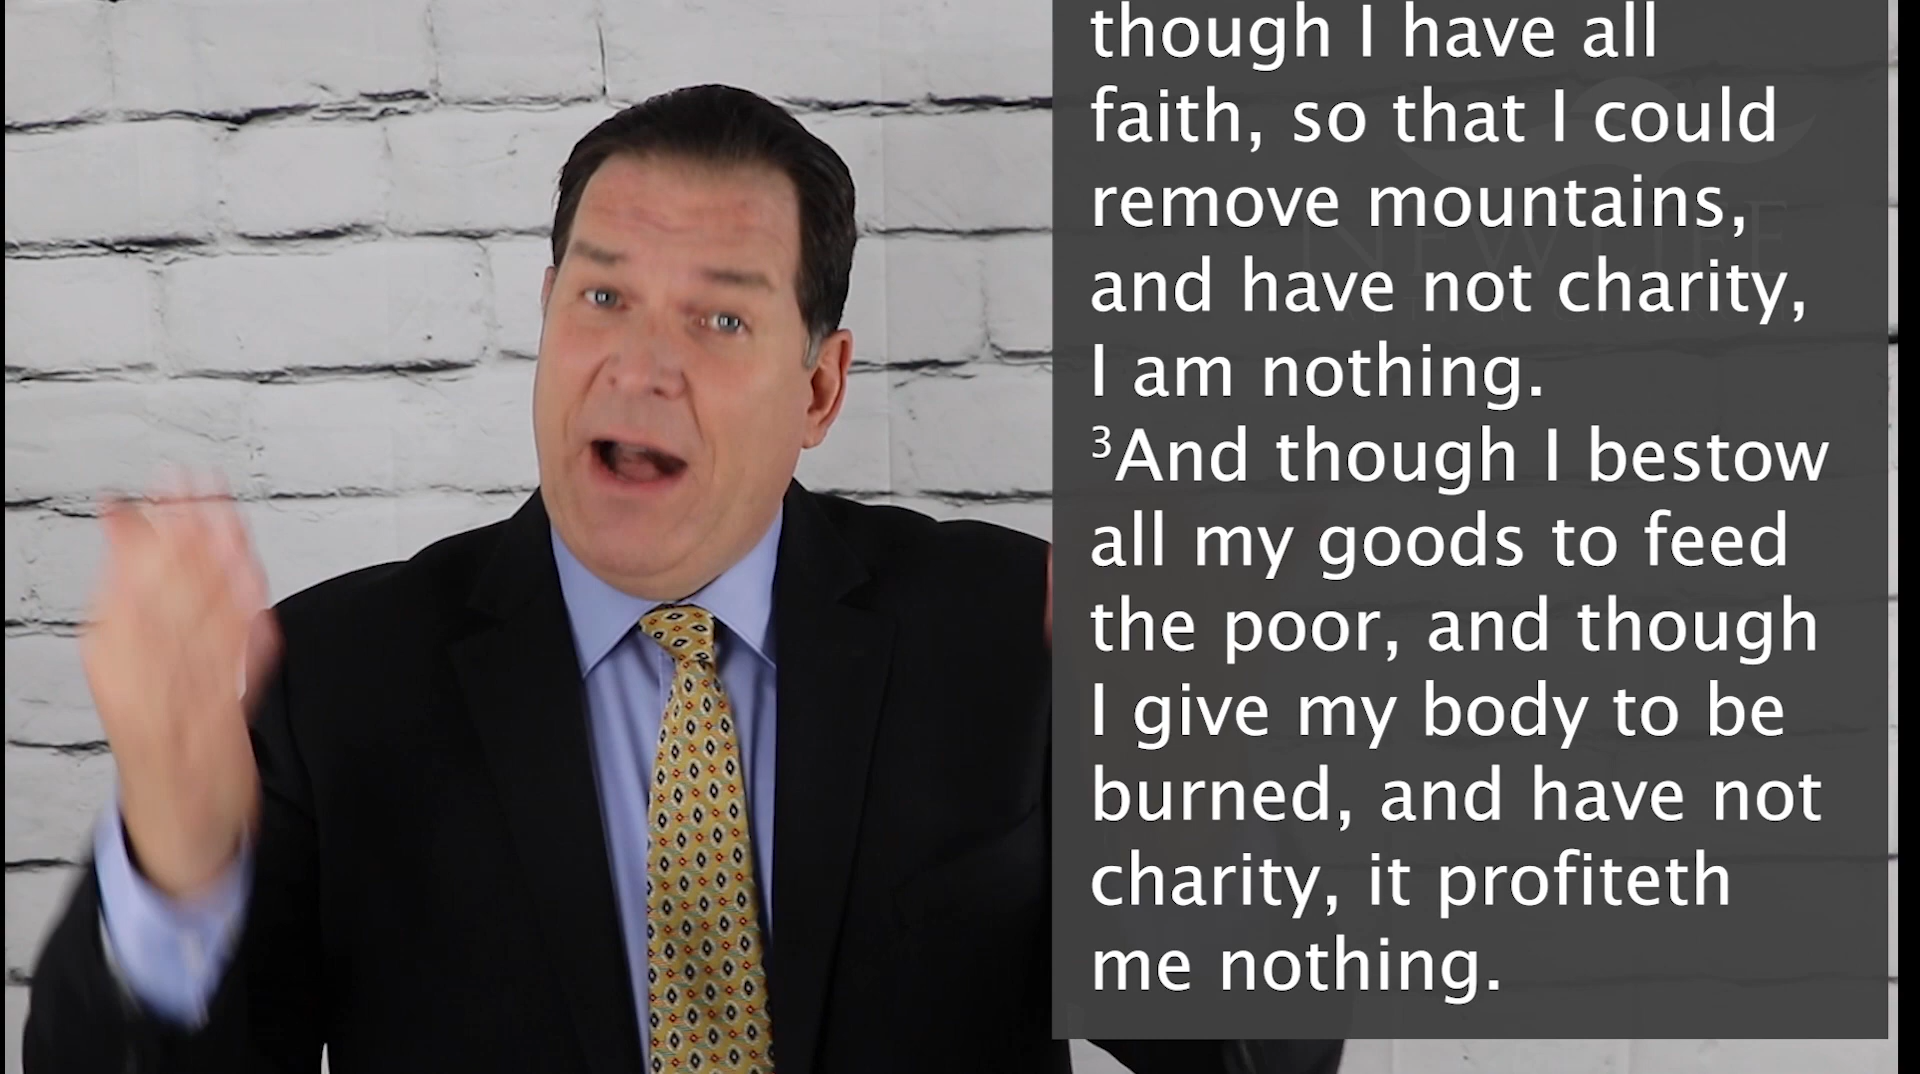 though I have all
faith, so that I could
remove mountains,
and have not charity,
I am nothing.
³And though I bestow
all my goods to feed
the poor, and though
I give my body to be
burned, and have not
charity, it profiteth
me nothing.
NEW LIFE